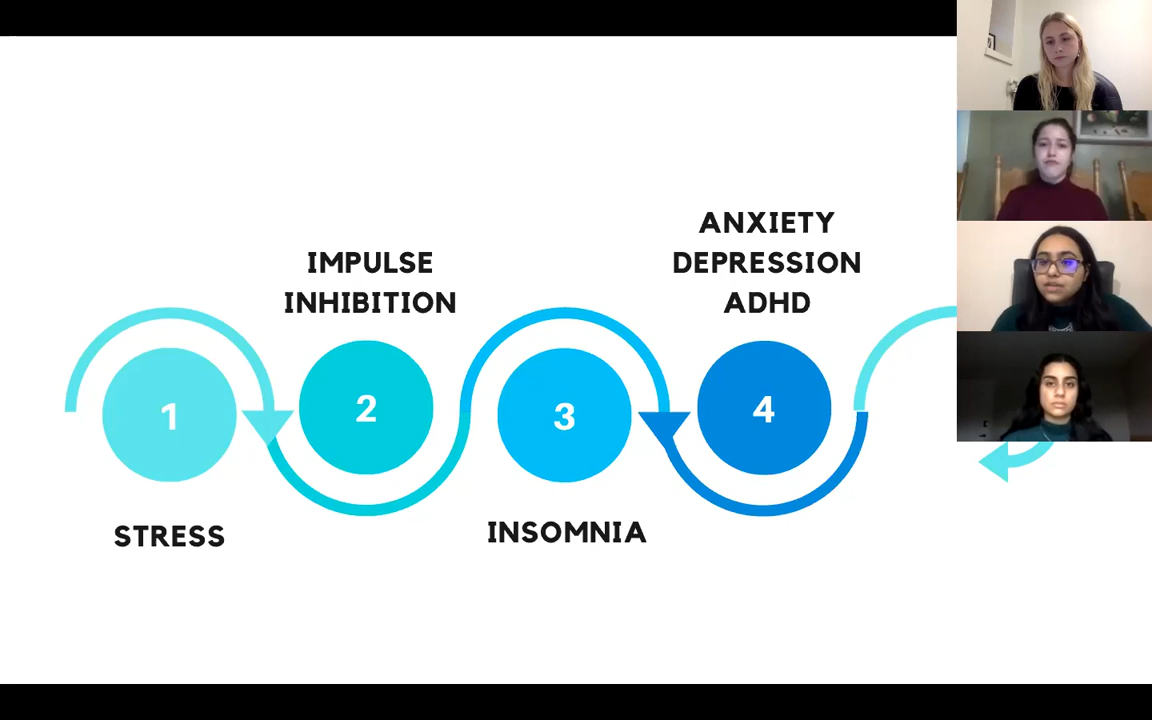 1
STRESS
IMPULSE
INHIBITION
2
3
INSOMNIA
ANXIETY
DEPRESSION
ADHD
4